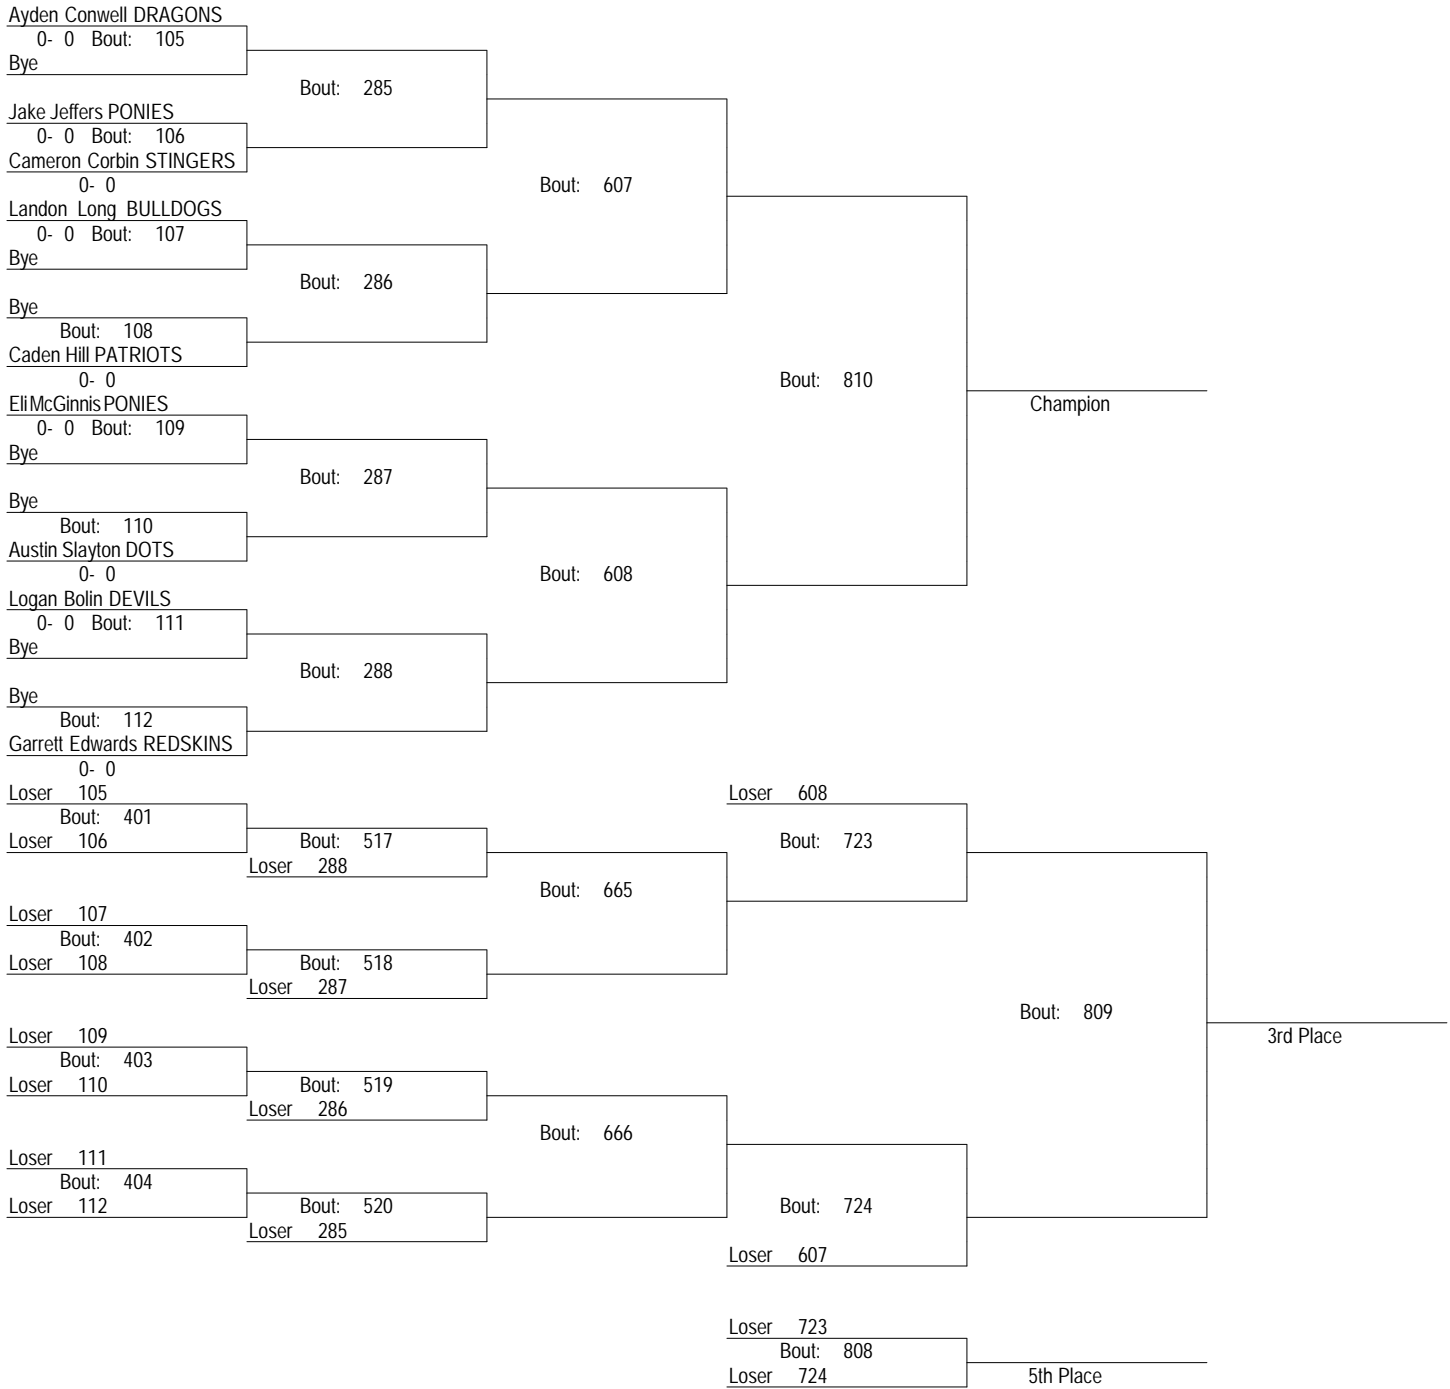 Ayden Conwell DRAGONS
0- 0 Bout: 105
Bye
Bout: 285
Jake Jeffers PONIES
0- 0 Bout: 106
Cameron Corbin STINGERS
0- 0
Bout: 607
Landon Long BULLDOGS
0- 0 Bout: 107
Bye
Bout: 286
Bye
Bout: 108
Caden Hill PATRIOTS
0- 0
Bout: 810
Eli McGinnis PONIES
Champion
0- 0 Bout: 109
Bye
Bout: 287
Bye
Bout: 110
Austin Slayton DOTS
0- 0
Bout: 608
Logan Bolin DEVILS
0- 0 Bout: 111
Bye
Bout: 288
Bye
Bout: 112
Garrett Edwards REDSKINS
0- 0
Loser 105
Loser 608
Bout: 401
Loser 106
Bout: 517
Bout: 723
Loser 288
Bout: 665
Loser 107
Bout: 402
Loser 108
Bout: 518
Loser 287
Bout: 809
Loser 109
3rd Place
Bout: 403
Loser 110
Bout: 519
Loser 286
Bout: 666
Loser 111
Bout: 404
Loser 112
Bout: 520
Bout: 724
Loser 285
Loser 607
Loser 723
Bout: 808
Loser 724
5th Place